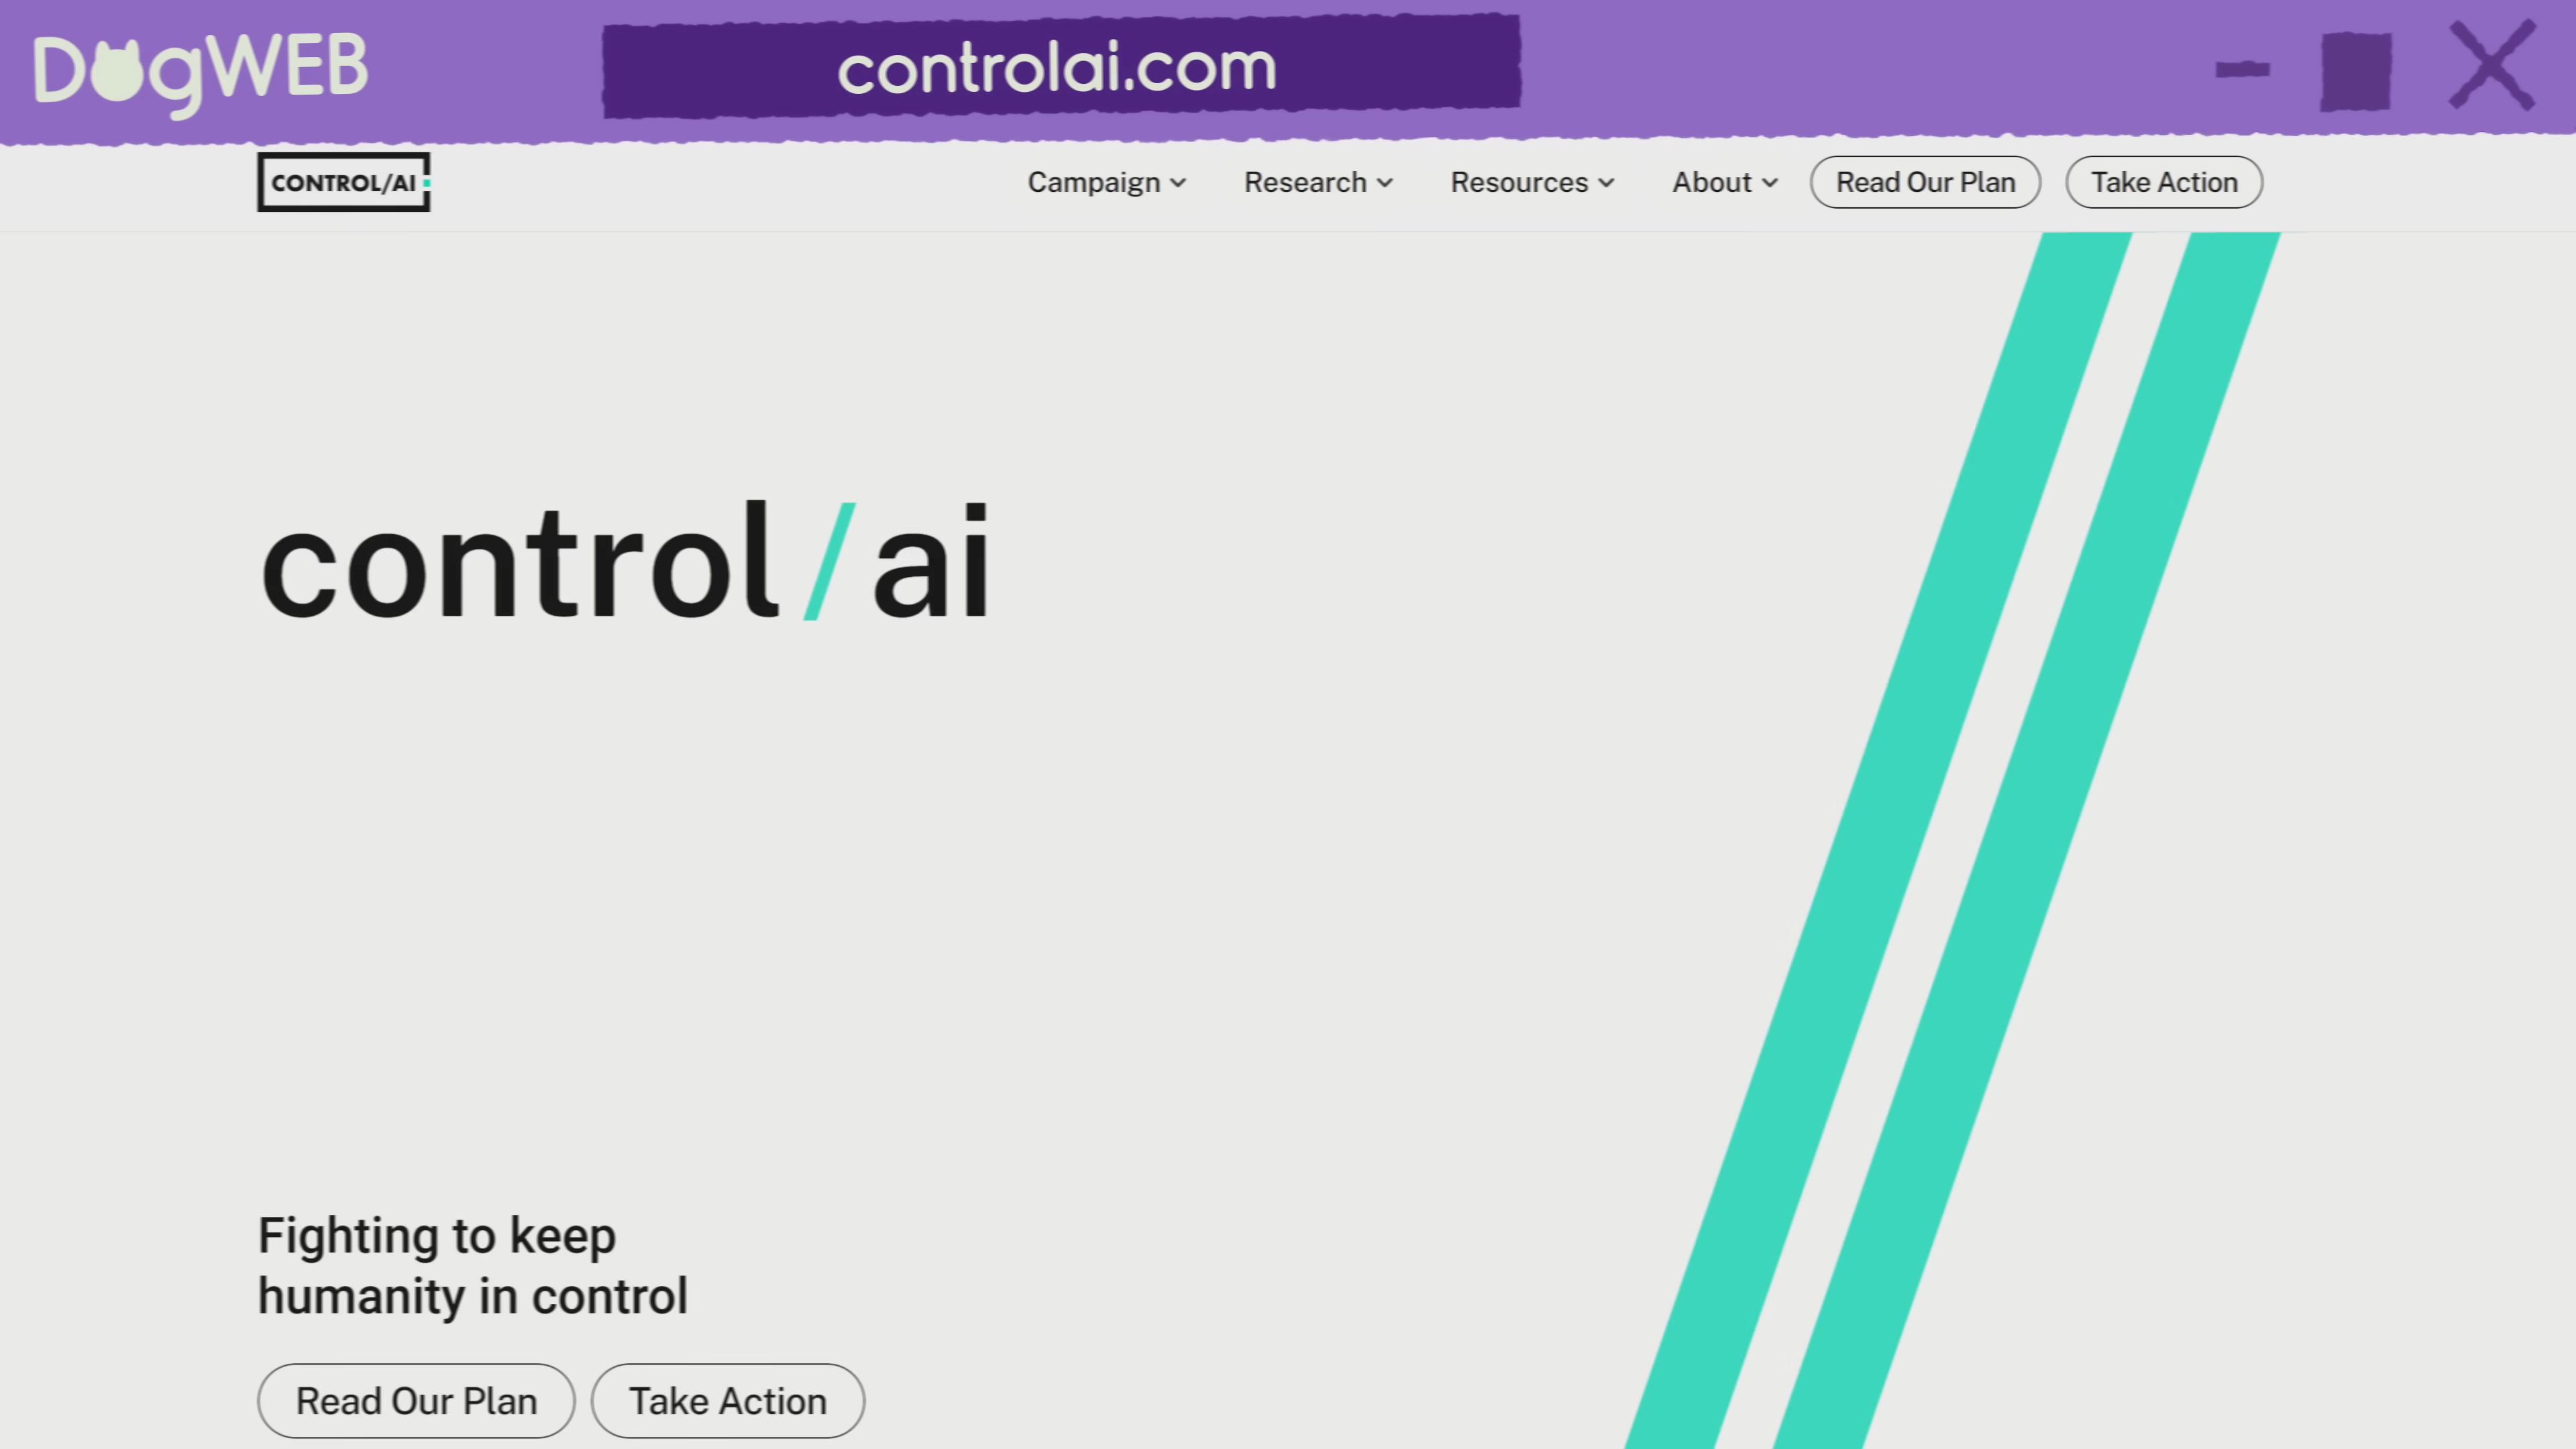 DogWEB
controlai.com
CONTROL/AI
Campaign
Research
Resources
About
Read Our Plan
Take Action
control/ai
Fighting to keep
humanity in control
Read Our Plan
Take Action